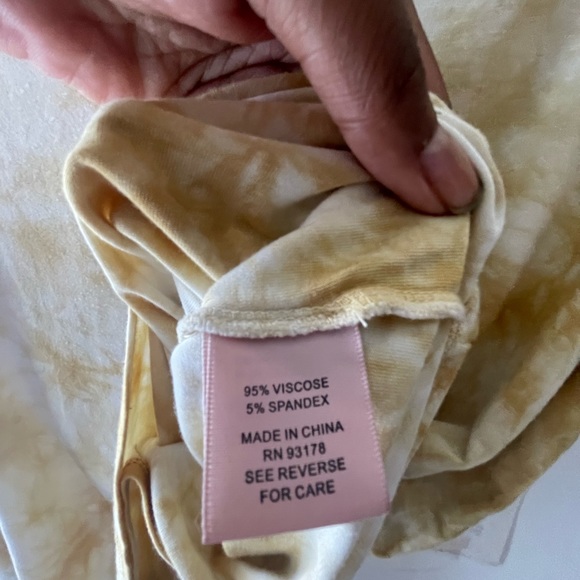 95% VISCOSE
5% SPANDEX
MADE IN CHINA
RN 93178
SEE REVERSE
FOR CARE